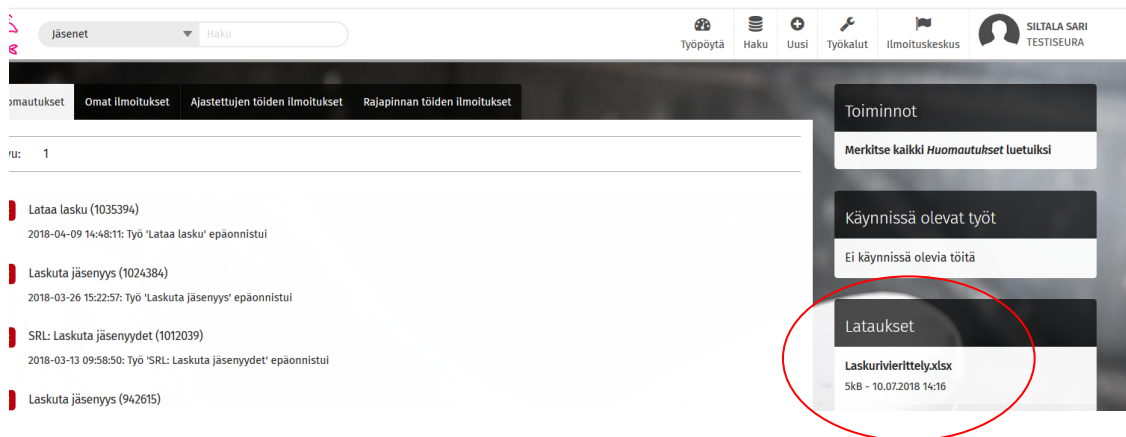 Jäsenet
Haku
Työpöytä
Haku
Uusi
Työkalut
Ilmoituskeskus
SILTALA SARI
TESTISEURA
omautukset
Omat ilmoitukset
Ajastettujen töiden ilmoitukset
Rajapinnan töiden ilmoitukset
vu: 1
Lataa lasku (1035394)
2018-04-09 14:48:11: Työ 'Lataa lasku' epäonnistui
Laskuta jäsenyys (1024384)
2018-03-26 15:22:57: Työ 'Laskuta jäsenyys' epäonnistui
SRL: Laskuta jäsenyydet (1012039)
2018-03-13 09:58:50: Työ 'SRL: Laskuta jäsenyydet' epäonnistui
Laskuta jäsenyys (942615)
Toiminnot
Merkitse kaikki Huomautukset luetuiksi
Käynnissä olevat työt
Ei käynnissä olevia töitä
Lataukset
Laskurivierittely.xlsx
5kB - 10.07.2018 14:16